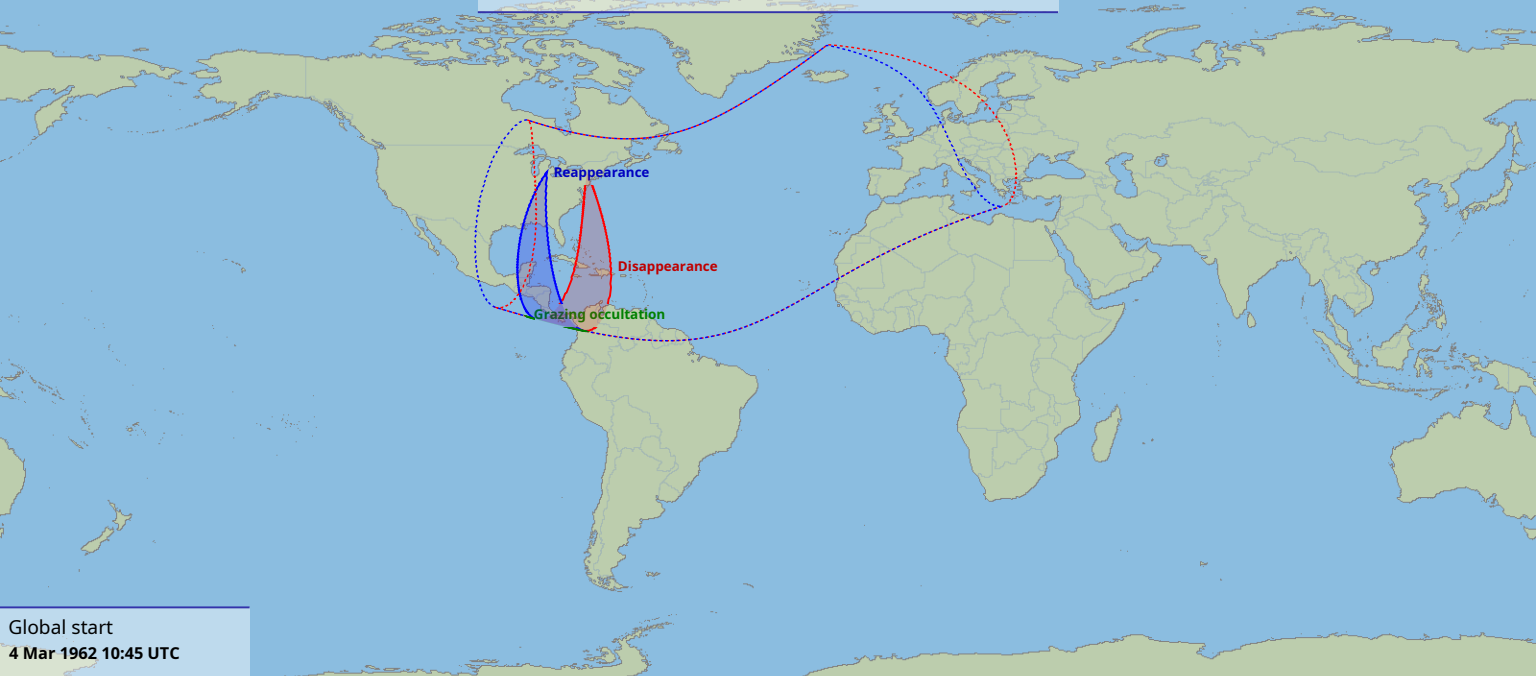 Reappearance
Disappearance
Grazing occultation
Global start
4 Mar 1962 10:45 UTC